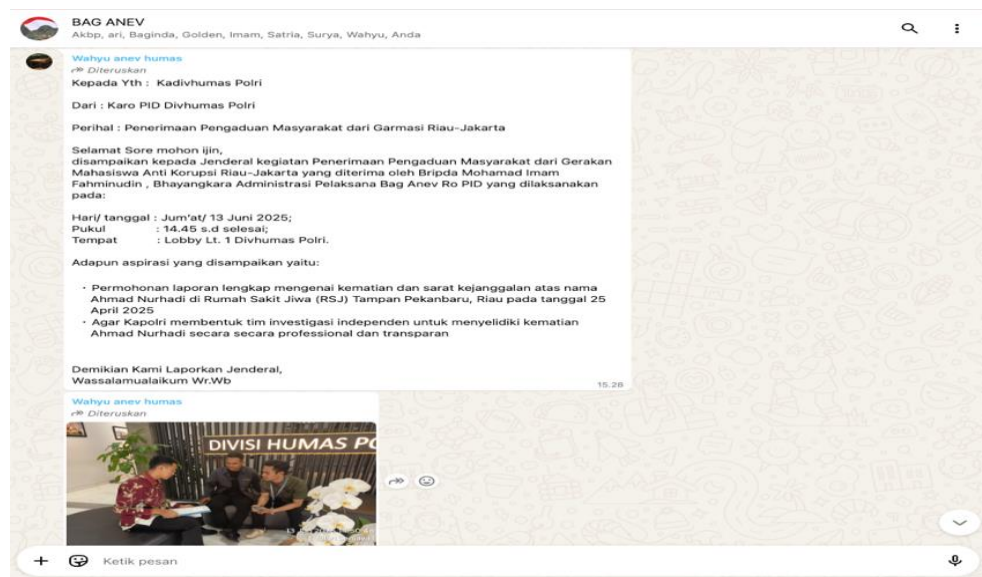 BAG ANEV
Akbp, ari, Baginda, Golden, Imam, Satria, Surya, Wahyu, Anda
Wahyu anev humas
Diteruskan
Kepada Yth : Kadivhumas Polri
Dari : Karo PID Divhumas Polri
Perihal : Penerimaan Pengaduan Masyarakat dari Garmasi Riau-Jakarta
Selamat Sore mohon ijin,
disampaikan kepada Jenderal kegiatan Penerimaan Pengaduan Masyarakat dari Gerakan
Mahasiswa Anti Korupsi Riau-Jakarta yang diterima oleh Bripda Mohamad Imam
Fahminudin , Bhayangkara Administrasi Pelaksana Bag Anev Ro PID yang dilaksanakan
pada:
Hari/ tanggal : Jum'at/ 13 Juni 2025;
Pukul : 14.45 s.d selesai;
Tempat : Lobby Lt. 1 Divhumas Polri.
Adapun aspirasi yang disampaikan yaitu:
• Permohonan laporan lengkap mengenai kematian dan sarat kejanggalan atas nama
Ahmad Nurhadi di Rumah Sakit Jiwa (RSJ) Tampan Pekanbaru, Riau pada tanggal 25
April 2025
• Agar Kapolri membentuk tim investigasi independen untuk menyelidiki kematian
Ahmad Nurhadi secara secara professional dan transparan
Demikian Kami Laporkan Jenderal,
Wassalamualaikum Wr.Wb
15.28
Wahyu anev humas
Diteruskan
DIVISI HUMAS PO
Ketik pesan